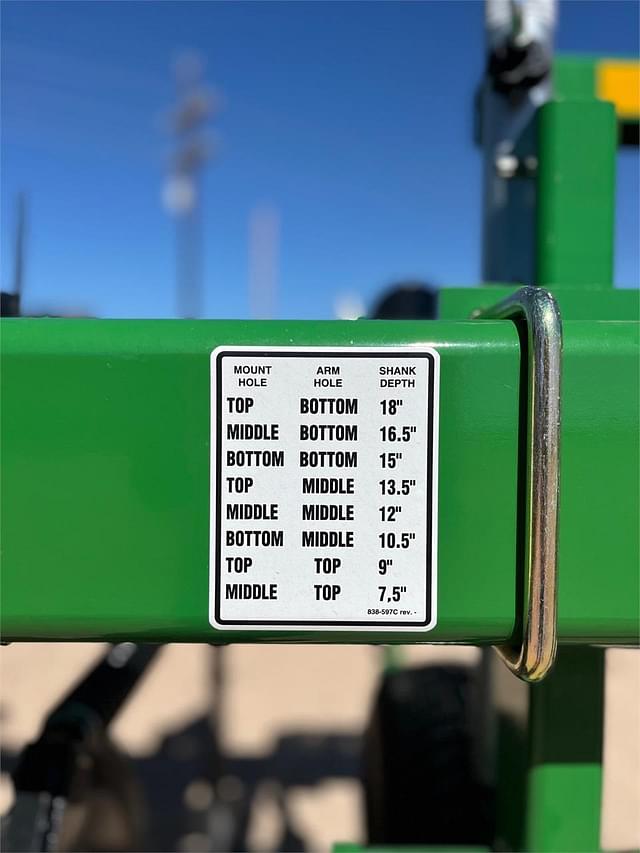 MOUNT HOLE ARM HOLE SHANK DEPTH
TOP BOTTOM 18"
MIDDLE BOTTOM 16.5"
BOTTOM BOTTOM 15"
TOP MIDDLE 13.5"
MIDDLE MIDDLE 12"
BOTTOM MIDDLE 10.5"
TOP TOP 9"
MIDDLE TOP 7,5"
838-597C rev. -